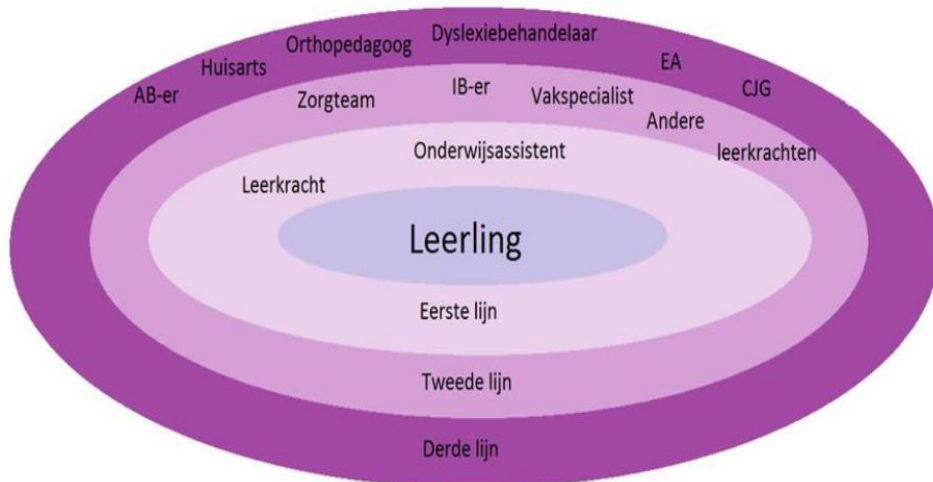 Dyslexiebehandelaar
Orthopedagoog
Huisarts
EA
AB-er
CJG
IB-er
Zorgteam
Vakspecialist
Andere
leerkrachten
Onderwijsassistent
Leerkracht
Leerling
Eerste lijn
Tweede lijn
Derde lijn